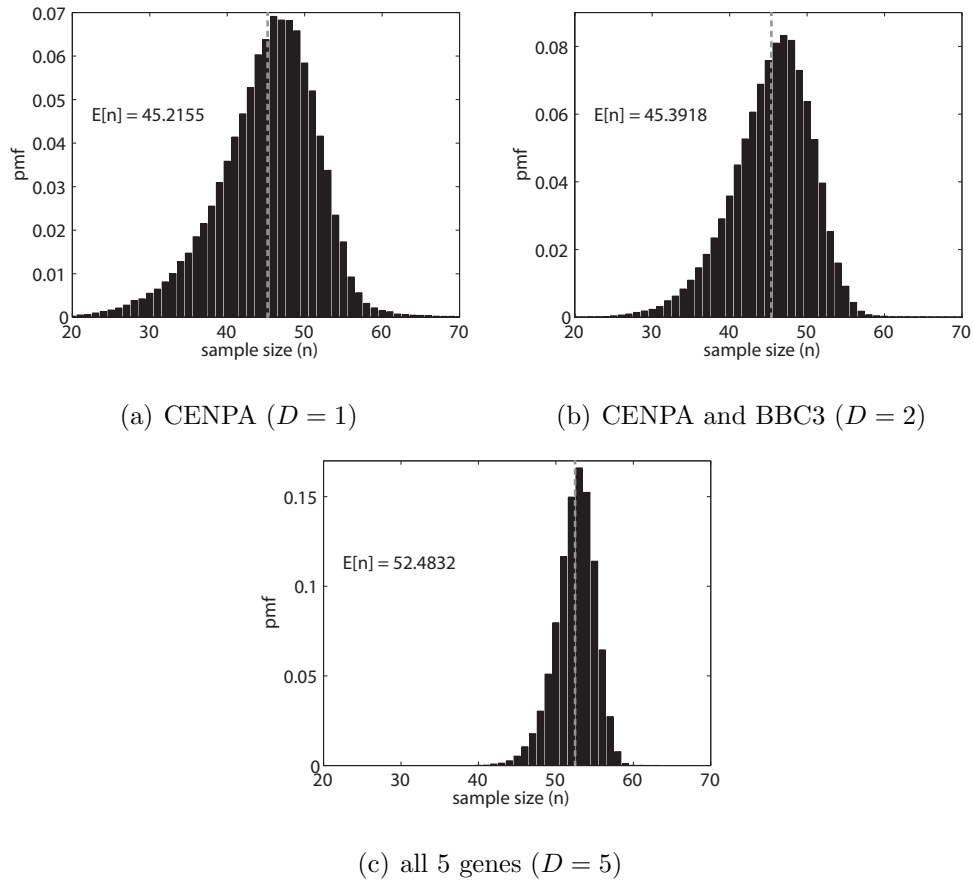 0.07
0.06
0.05
0.04
0.03
0.02
0.01
0
pmf
E[n] = 45.2155
20 30 40 50 60 70
sample size (n)
(a) CENPA (D = 1)
0.08
0.06
0.04
0.02
0
pmf
E[n] = 45.3918
20 30 40 50 60 70
sample size (n)
(b) CENPA and BBC3 (D = 2)
0.15
0.1
0.05
0
pmf
E[n] = 52.4832
20 30 40 50 60 70
sample size (n)
(c) all 5 genes (D = 5)